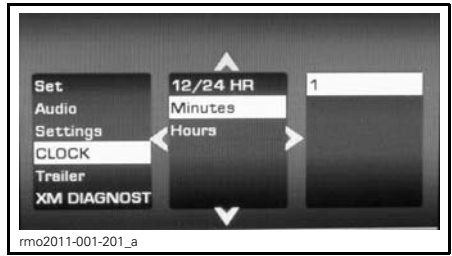 Set
Audio
Settings
CLOCK
Trailer
XM DIAGNOST
12/24 HR
Minutes
Hours
1
rmo2011-001-201_a